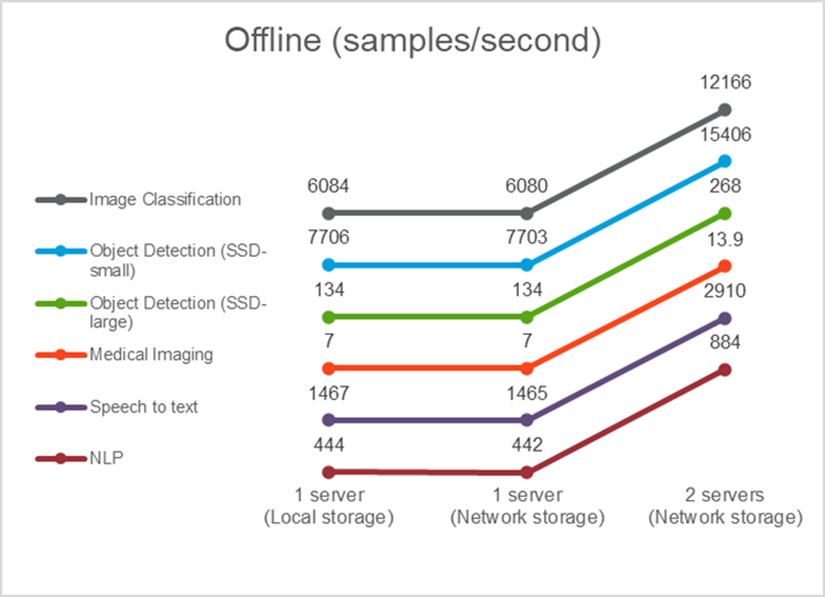 Offline (samples/second)
12166
15406
6084
6080
268
Image Classification
7706
7703
13.9
Object Detection (SSD-
small)
134
134
2910
Object Detection (SSD-
large)
7
7
884
Medical Imaging
1467
1465
Speech to text
444
442
NLP
1 server
(Local storage)
1 server
(Network storage)
2 servers
(Network storage)